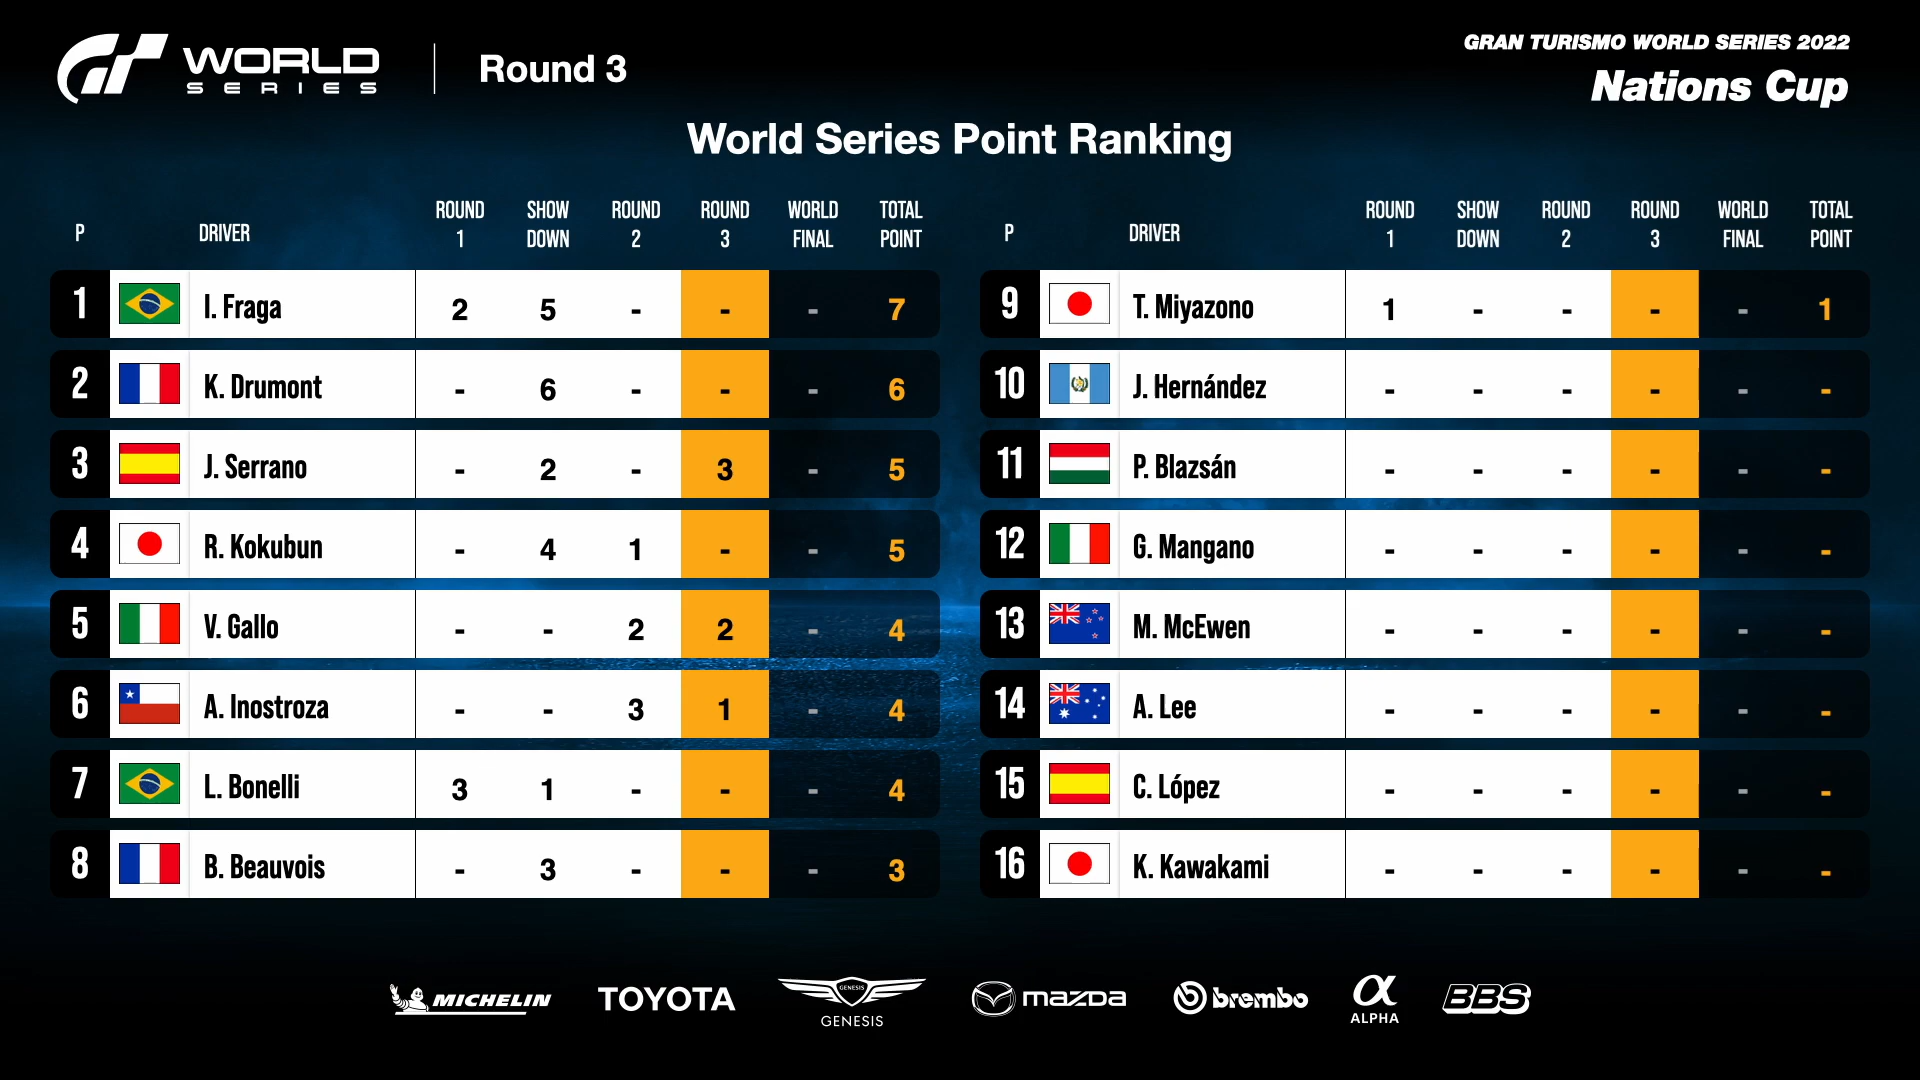 GT WORLD SERIES
Round 3
GRAN TURISMO WORLD SERIES 2022
Nations Cup
World Series Point Ranking
P DRIVER ROUND 1 SHOW DOWN ROUND 2 ROUND 3 WORLD FINAL TOTAL POINT
1 I. Fraga 2 5 - - - 7
2 K. Drumont - 6 - - - 6
3 J. Serrano - 2 - 3 - 5
4 R. Kokubun - 4 1 - - 5
5 V. Gallo - - 2 2 - 4
6 A. Inostroza - - 3 1 - 4
7 L. Bonelli 3 1 - - - 4
8 B. Beauvois - 3 - - - 3
P DRIVER ROUND 1 SHOW DOWN ROUND 2 ROUND 3 WORLD FINAL TOTAL POINT
9 T. Miyazono 1 - - - - 1
10 J. Hernández - - - - - -
11 P. Blazsán - - - - - -
12 G. Mangano - - - - - -
13 M. McEwen - - - - - -
14 A. Lee - - - - - -
15 C. López - - - - - -
16 K. Kawakami - - - - - -
MICHELIN
TOYOTA
GENESIS
GENESIS
mazda
brembo
α
ALPHA
BBS